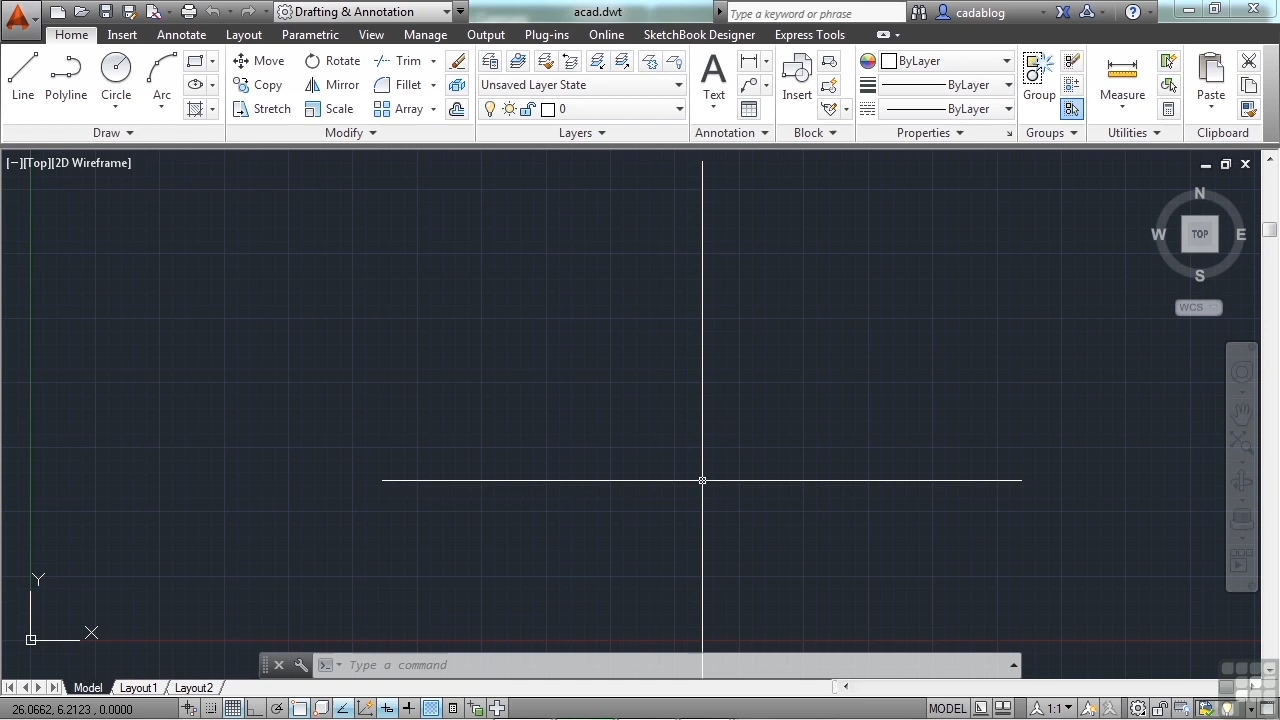 Drafting & Annotation
acad.dwt
Type a keyword or phrase
cadablog
Home Insert Annotate Layout Parametric View Manage Output Plug-ins Online SketchBook Designer Express Tools
Line Polyline Circle Arc
Move Rotate Trim
Copy Mirror Fillet
Stretch Scale Array
Unsaved Layer State
0
Text
Insert
ByLayer
ByLayer
ByLayer
Group
Measure
Paste
Draw Modify Layers Annotation Block Properties Groups Utilities Clipboard
[−][Top][2D Wireframe]
N
W TOP E
S
WCS
Y
X
Type a command
Model Layout1 Layout2
26.0662, 6.2123 , 0.0000
MODEL
1:1